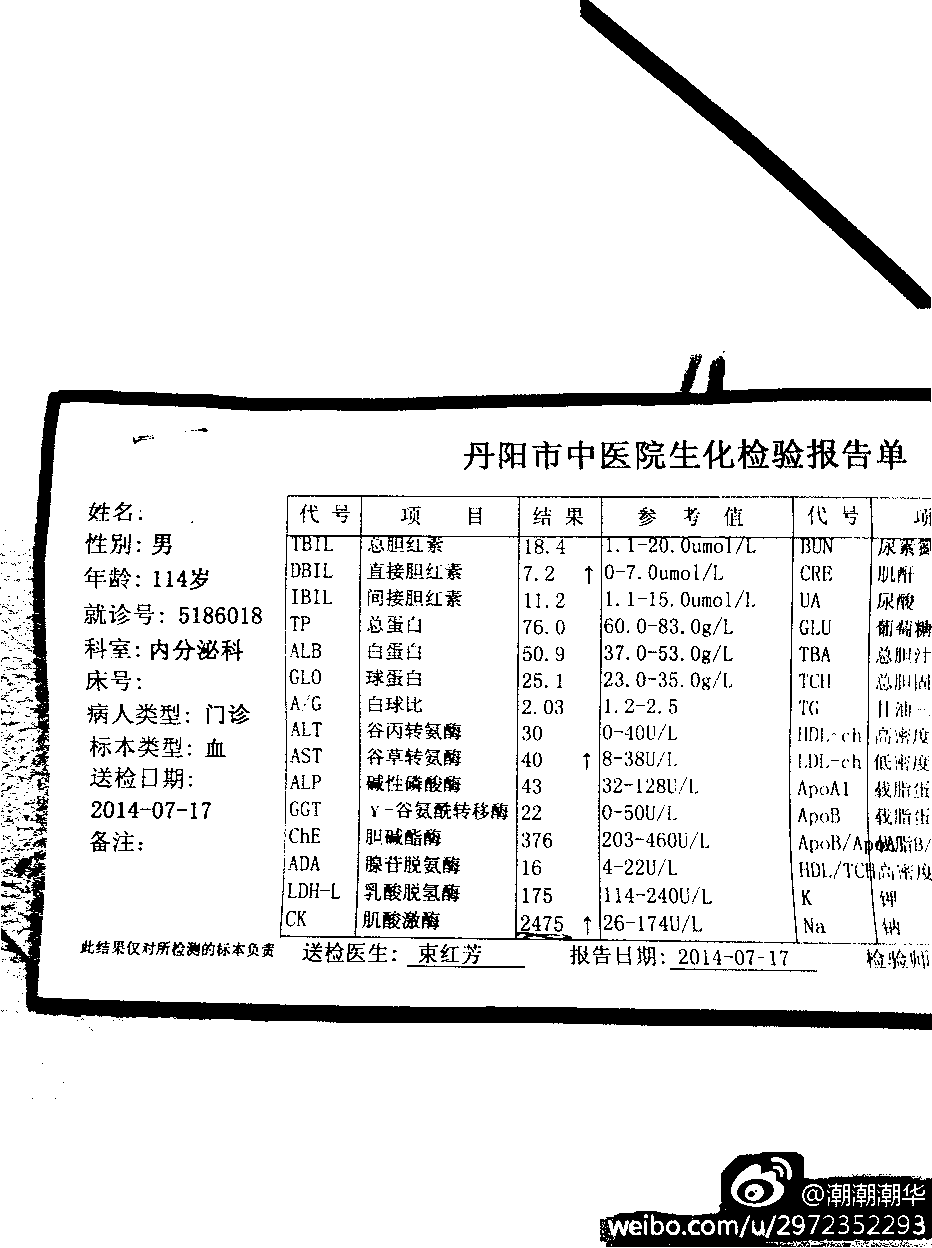 丹阳市中医院生化检验报告单
姓名:
性别: 男
年龄: 114岁
就诊号: 5186018
科室: 内分泌科
床号:
病人类型: 门诊
标本类型: 血
送检日期:
2014-07-17
备注:
代号 项目 结果 参考值 代号 项
TBIL 总胆红素 18.4 1.1-20.0umol/L BUN 尿素氮
DBIL 直接胆红素 7.2 ↑ 0-7.0umol/L CRE 肌酐
IBIL 间接胆红素 11.2 1.1-15.0umol/L UA 尿酸
TP 总蛋白 76.0 60.0-83.0g/L GLU 葡萄糖
ALB 白蛋白 50.9 37.0-53.0g/L TBA 总胆汁
GLO 球蛋白 25.1 23.0-35.0g/L TCH 总胆固
A/G 白球比 2.03 1.2-2.5 TG 甘油
ALT 谷丙转氨酶 30 0-40U/L HDL-ch 高密度
AST 谷草转氨酶 40 ↑ 8-38U/L LDL-ch 低密度
ALP 碱性磷酸酶 43 32-128U/L ApoA1 载脂蛋
GGT γ-谷氨酰转移酶 22 0-50U/L ApoB 载脂蛋
ChE 胆碱酯酶 376 203-460U/L ApoB/Ap
ADA 腺苷脱氨酶 16 4-22U/L HDL/TCH 高密度
LDH-L 乳酸脱氢酶 175 114-240U/L K 钾
CK 肌酸激酶 2475 ↑ 26-174U/L Na 钠
此结果仅对所检测的标本负责 送检医生: 束红芳 报告日期: 2014-07-17 检验师
@潮潮潮华
weibo.com/u/2972352293